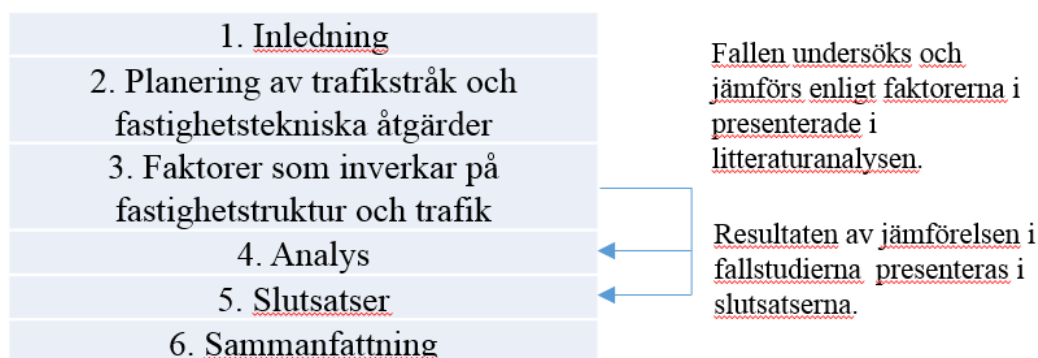 1. Inledning
2. Planering av trafikstråk och
fastighetstekniska åtgärder
3. Faktorer som inverkar på
fastighetstruktur och trafik
4. Analys
5. Slutsatser
6. Sammanfattning
Fallen undersöks och
jämförs enligt faktorerna i
presenterade i
litteraturanalysen.
Resultaten av jämförelsen i
fallstudierna presenteras i
slutsatserna.